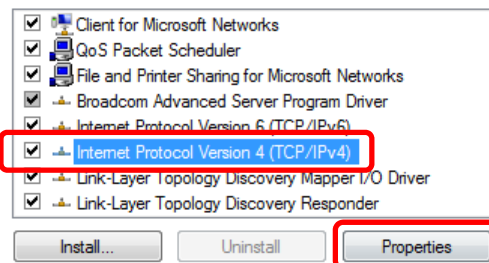 Client for Microsoft Networks
QoS Packet Scheduler
File and Printer Sharing for Microsoft Networks
Broadcom Advanced Server Program Driver
Internet Protocol Version 6 (TCP/IPv6)
Internet Protocol Version 4 (TCP/IPv4)
Link-Layer Topology Discovery Mapper I/O Driver
Link-Layer Topology Discovery Responder
Install... Uninstall Properties